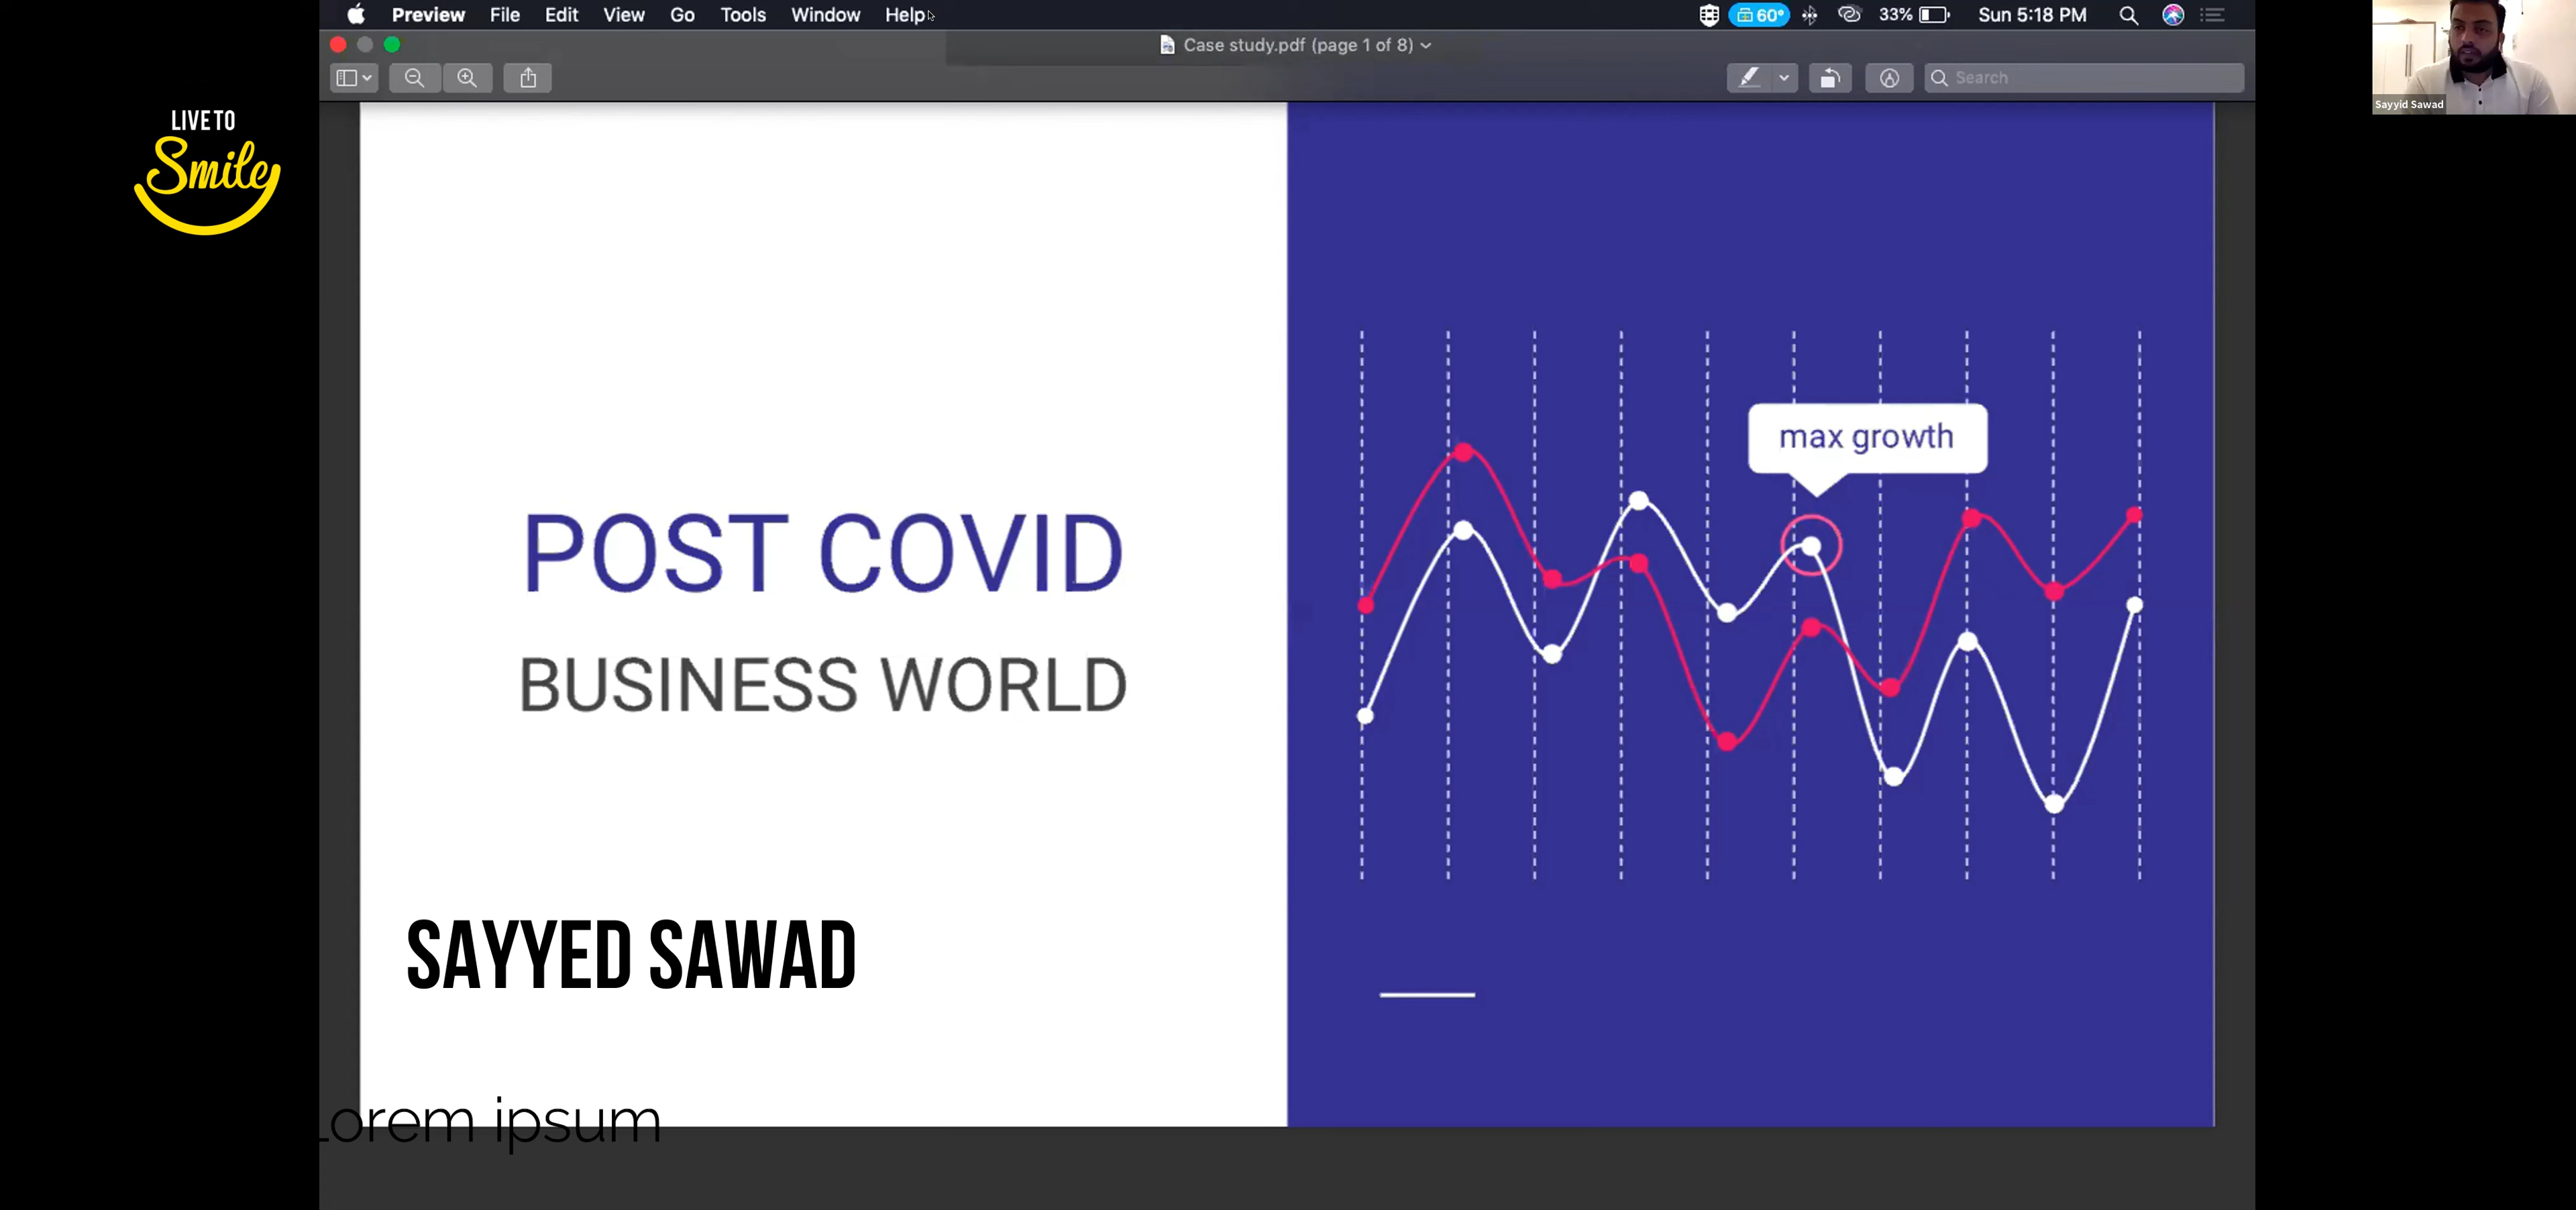 Preview File Edit View Go Tools Window Help
60° 33% Sun 5:18 PM
Case study.pdf (page 1 of 8)
Search
Sayyid Sawad
LIVE TO
Smile
max growth
POST COVID
BUSINESS WORLD
SAYYED SAWAD
Lorem ipsum